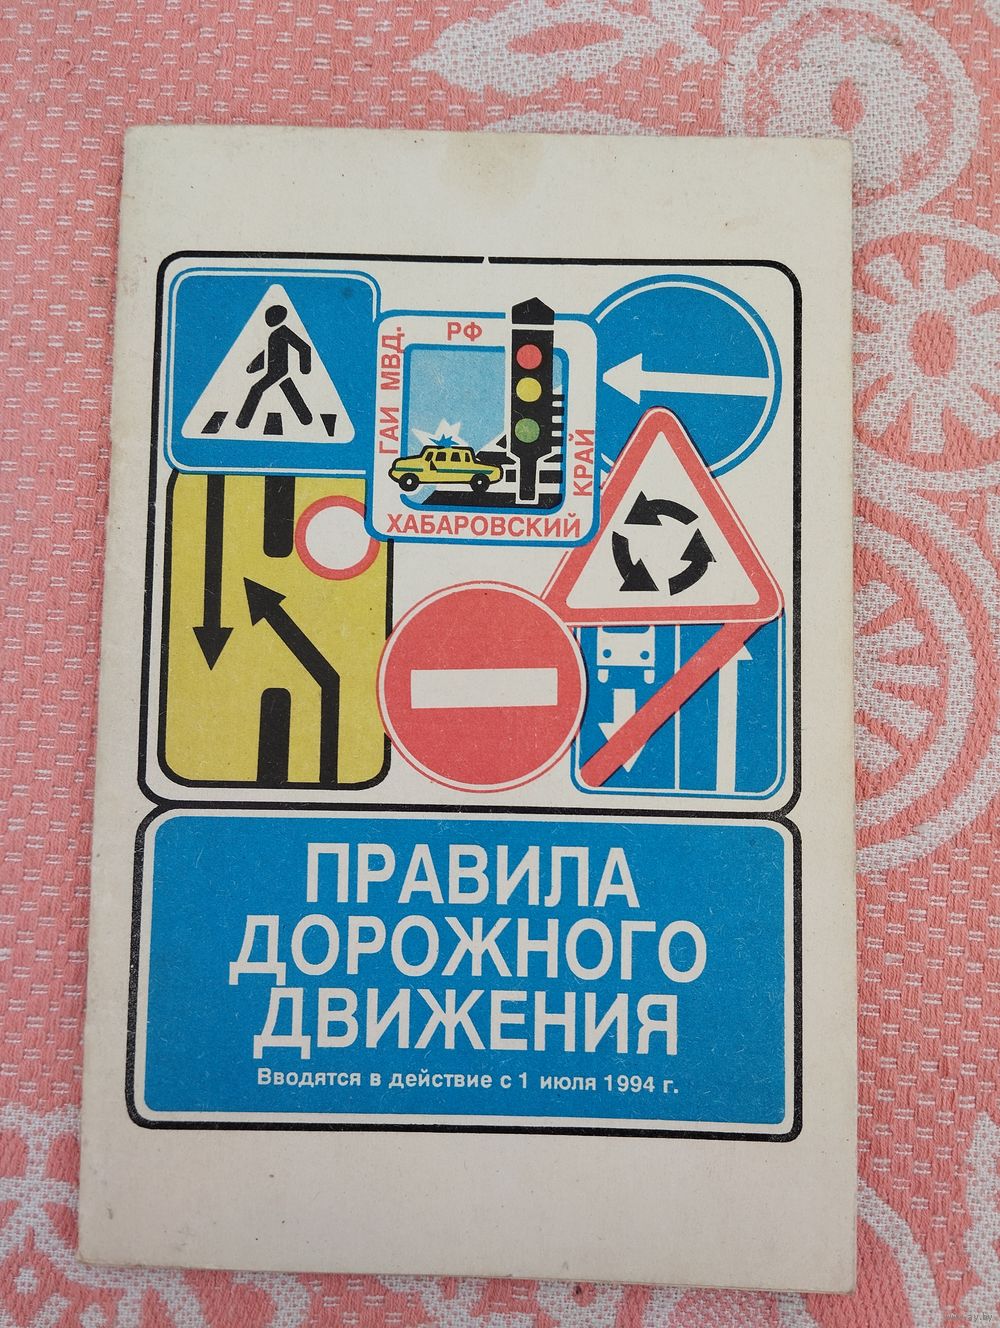 ГАИ МВД.
РФ
ХАБАРОВСКИЙ
КРАЙ
ПРАВИЛА
ДОРОЖНОГО
ДВИЖЕНИЯ
Вводятся в действие с 1 июля 1994 г.